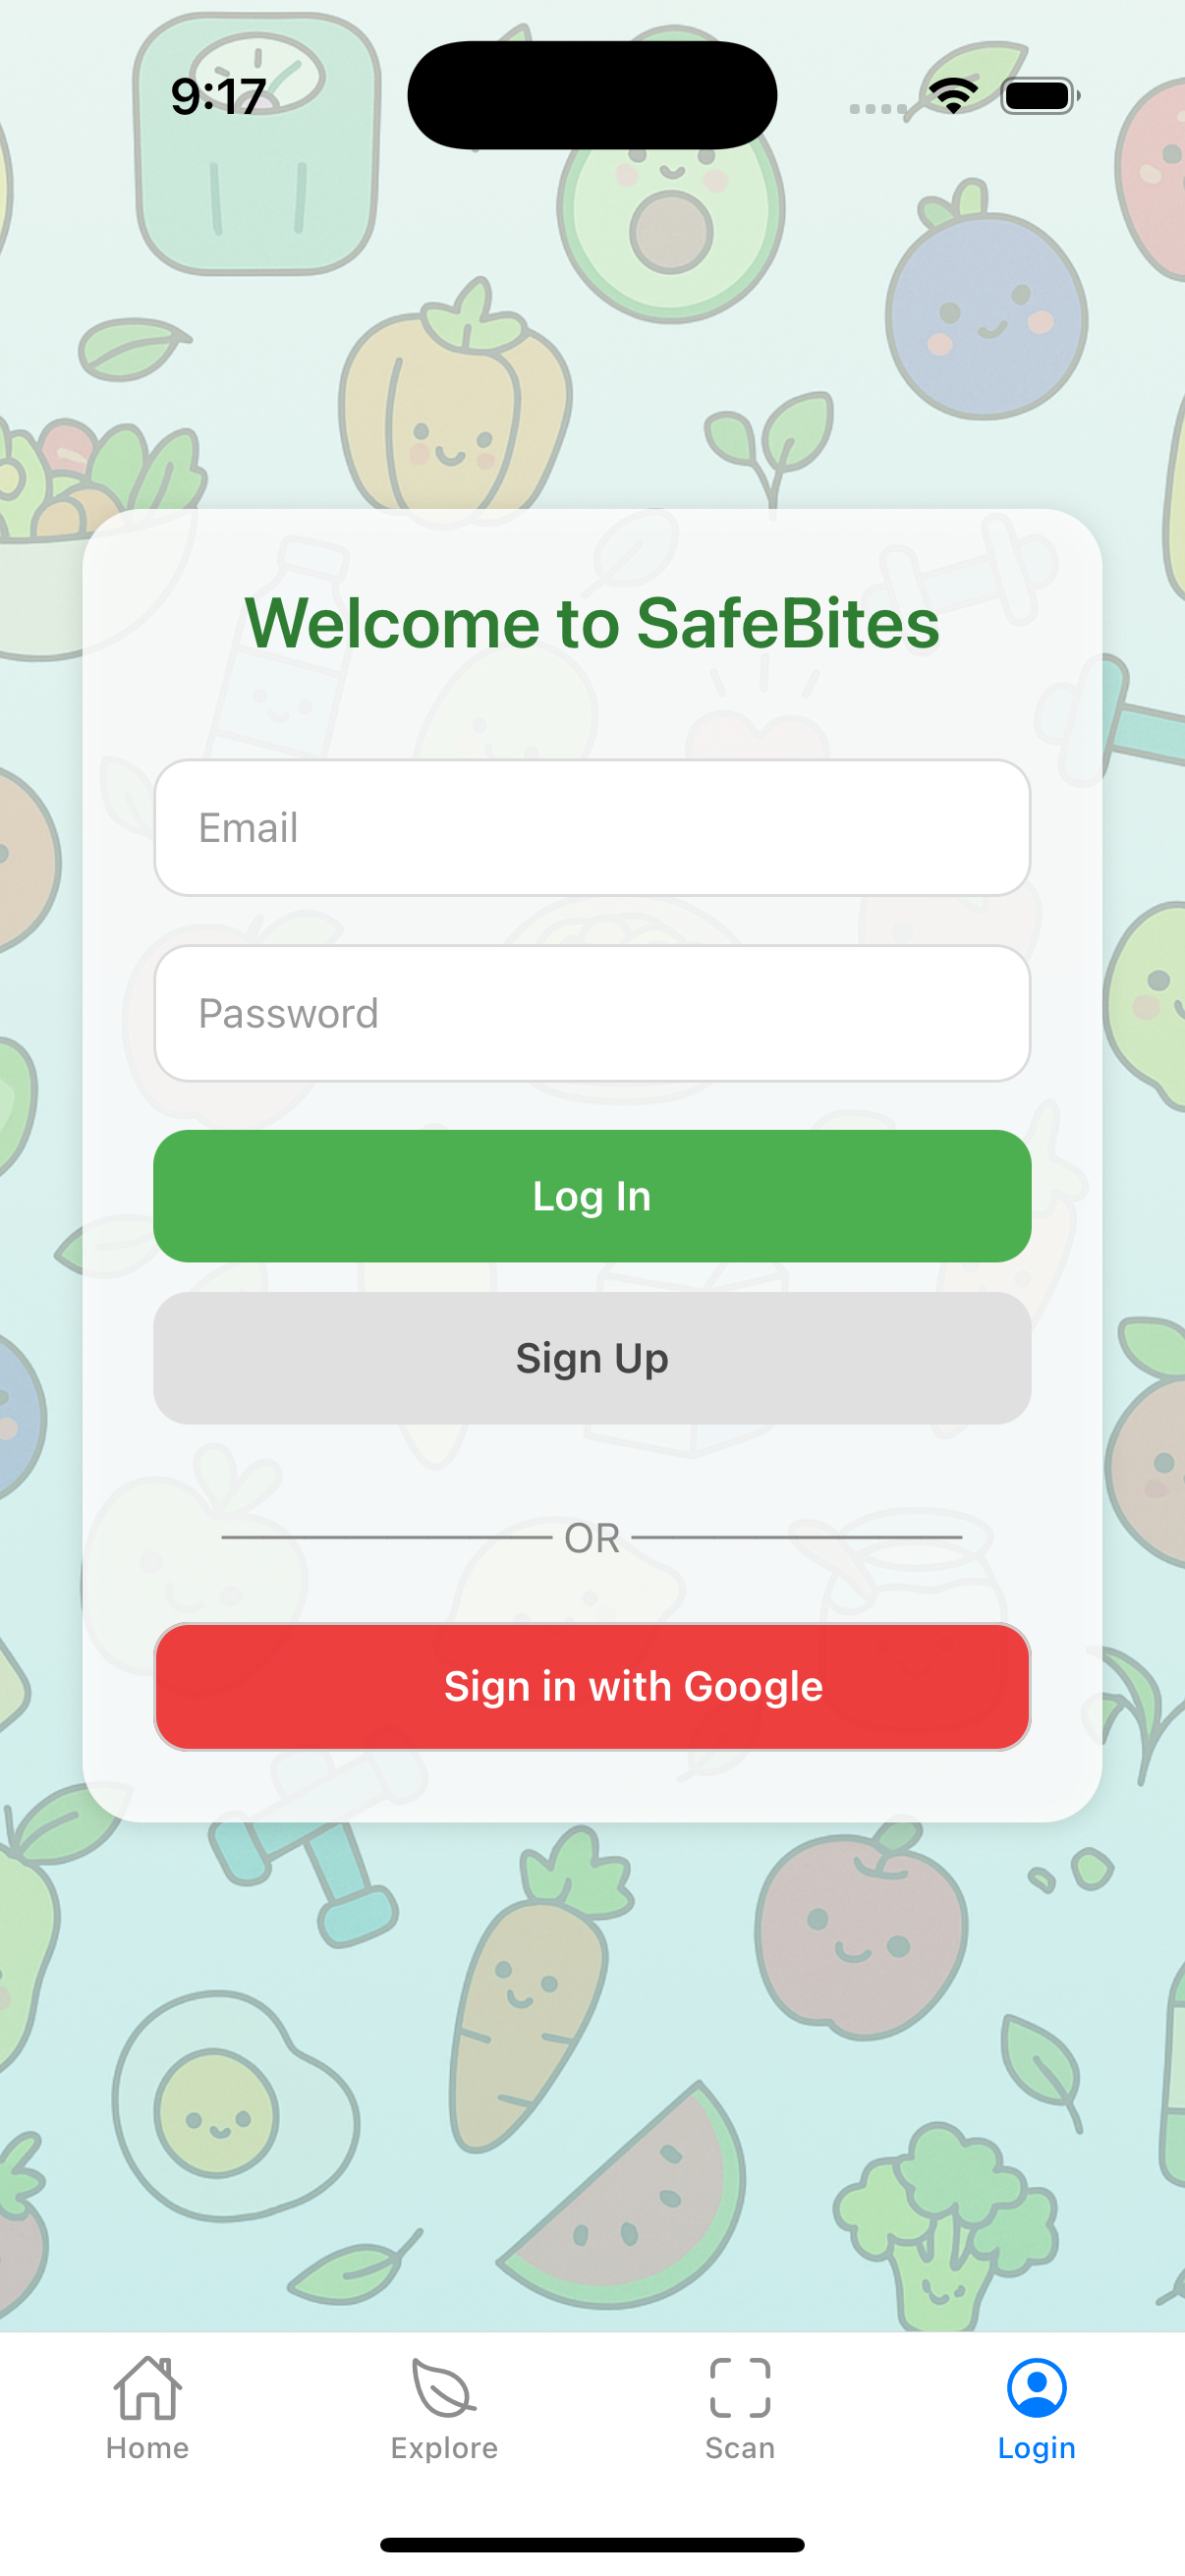 9:17
Welcome to SafeBites
Email
Password
Log In
Sign Up
OR
Sign in with Google
Home
Explore
Scan
Login